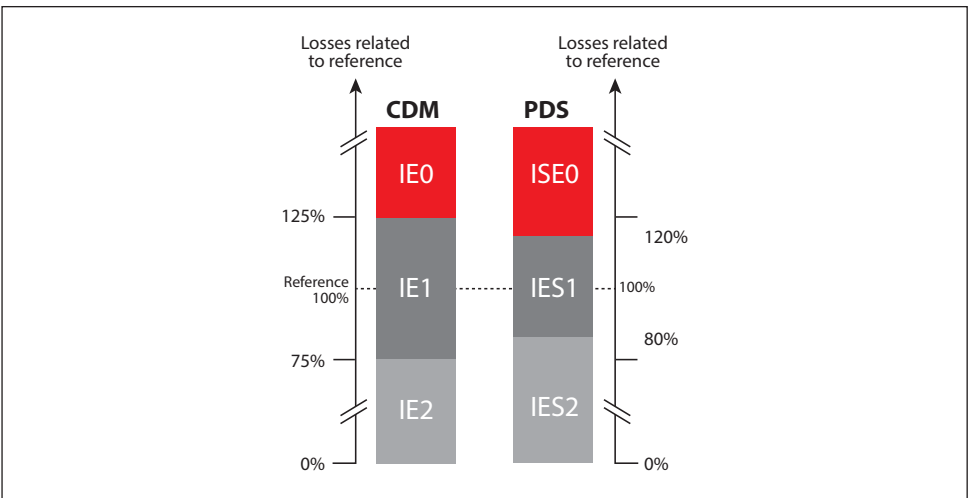 Losses related
to reference
Losses related
to reference
CDM
PDS
IE0
ISE0
125%
120%
Reference
100%
IE1
IES1
100%
75%
80%
IE2
IES2
0%
0%